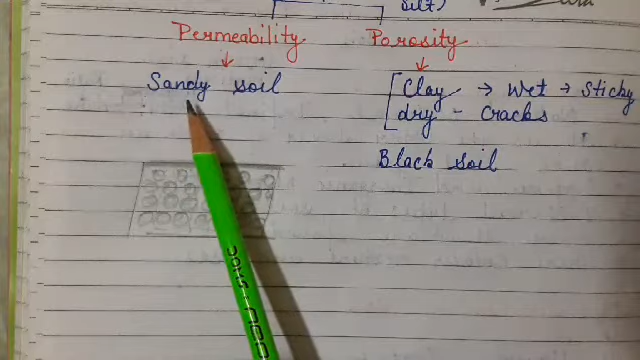 silt)
Permeability Porosity
↓ ↓
Sandy soil [Clay → Wet → Sticky
dry - Cracks
Black soil